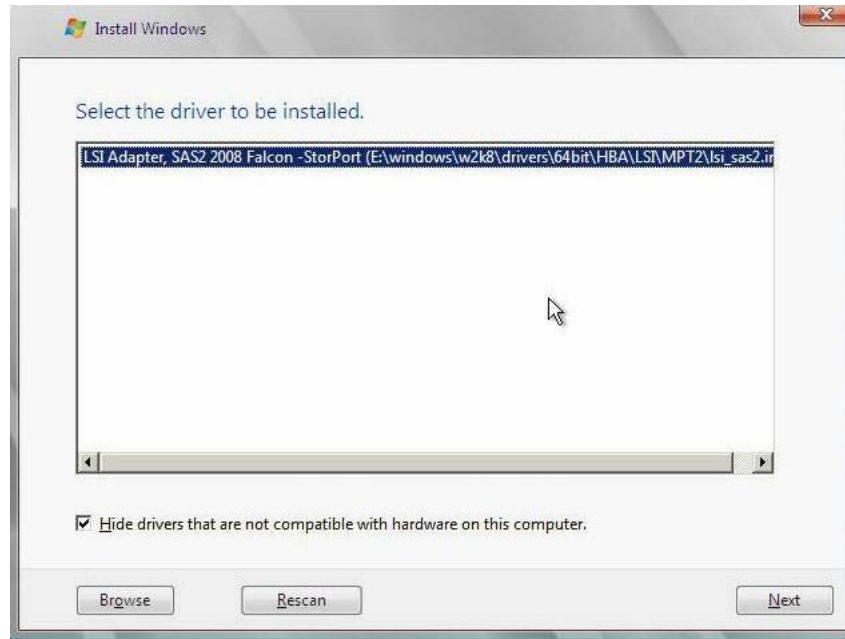 Install Windows
Select the driver to be installed.
LSI Adapter, SAS2 2008 Falcon -StorPort (E:\windows\w2k8\drivers\64bit\HBA\LSI\MPT2\lsi_sas2.in
Hide drivers that are not compatible with hardware on this computer.
Browse
Rescan
Next